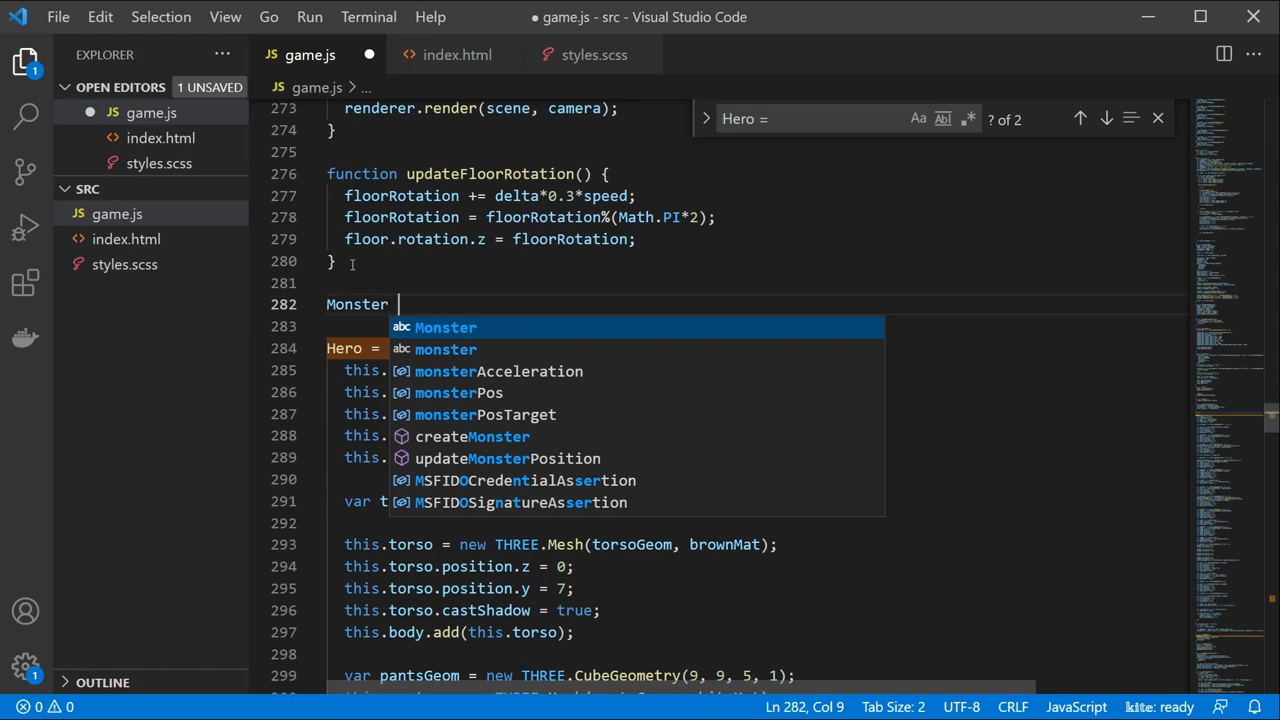 File Edit Selection View Go Run Terminal Help ● game.js - src - Visual Studio Code
EXPLORER ···
JS game.js ● <> index.html styles.scss
OPEN EDITORS 1 UNSAVED
JS game.js > ...
● JS game.js
<> index.html
styles.scss
SRC
JS game.js
<> index.html
styles.scss
OUTLINE
1
1
Hero = Aa Abl .* ? of 2
273 renderer.render(scene, camera);
274 }
275
276 function updateFloorRotation() {
277 floorRotation += delta*0.3*speed;
278 floorRotation = floorRotation%(Math.PI*2);
279 floor.rotation.z = floorRotation;
280 }
281
282 Monster
283
284 Hero =
285 this.
286 this.
287 this.
288 this.
289 this.
290
291 var t
292
293 this.torso = new THREE.Mesh(torsoGeom, brownMat);
294 this.torso.position.z = 0;
295 this.torso.position.y = 7;
296 this.torso.castShadow = true;
297 this.body.add(this.torso);
298
299 var pantsGeom = new THREE.CubeGeometry(9, 9, 5, 1);
abc Monster
abc monster
monsterAcceleration
monsterPos
monsterPosTarget
createMonster
updateMonsterPosition
MSFIDOCredentialAssertion
MSFIDOSignatureAssertion
0 0 Ln 282, Col 9 Tab Size: 2 UTF-8 CRLF JavaScript kite: ready